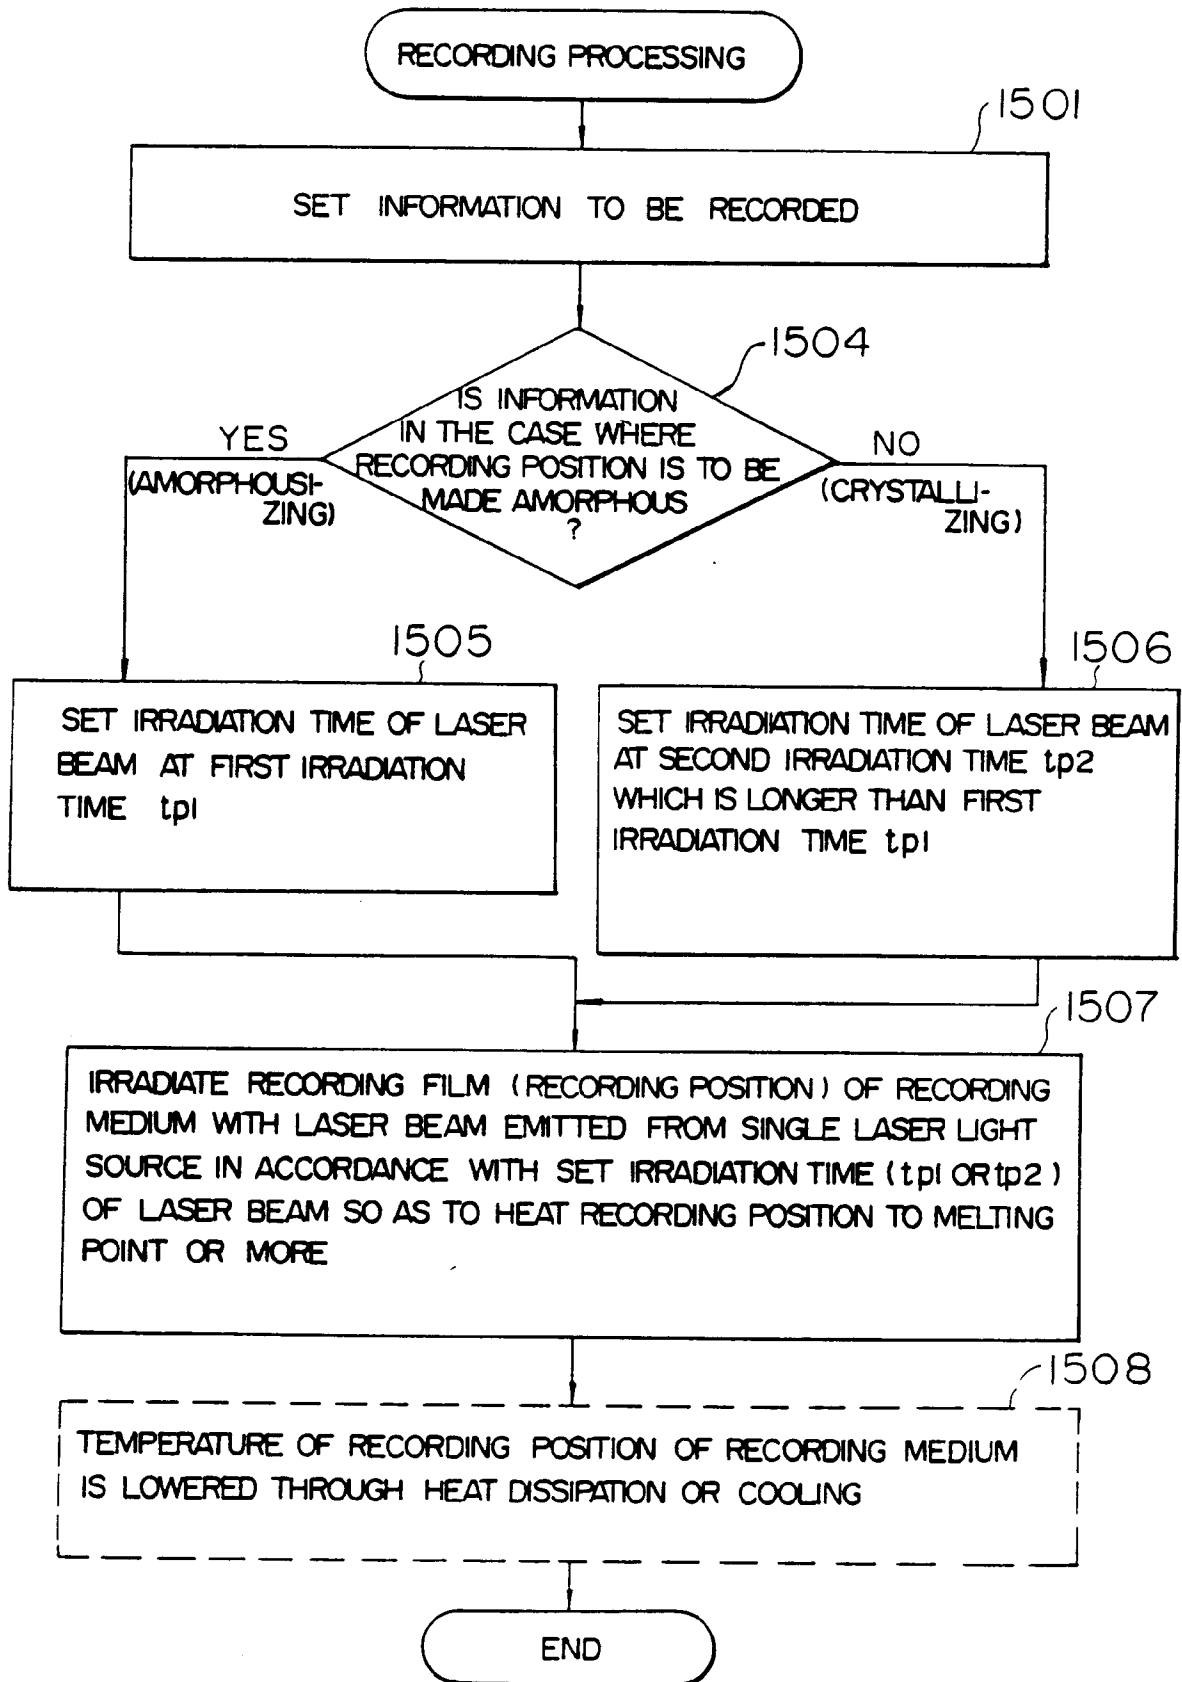 RECORDING PROCESSING
1501
SET INFORMATION TO BE RECORDED
1504
IS INFORMATION
IN THE CASE WHERE
RECORDING POSITION IS TO BE
MADE AMORPHOUS
?
YES
(AMORPHOUSI-
ZING)
NO
(CRYSTALLI-
ZING)
1505
SET IRRADIATION TIME OF LASER
BEAM AT FIRST IRRADIATION
TIME tp1
1506
SET IRRADIATION TIME OF LASER BEAM
AT SECOND IRRADIATION TIME tp2
WHICH IS LONGER THAN FIRST
IRRADIATION TIME tp1
1507
IRRADIATE RECORDING FILM (RECORDING POSITION) OF RECORDING
MEDIUM WITH LASER BEAM EMITTED FROM SINGLE LASER LIGHT
SOURCE IN ACCORDANCE WITH SET IRRADIATION TIME (tp1 OR tp2)
OF LASER BEAM SO AS TO HEAT RECORDING POSITION TO MELTING
POINT OR MORE
1508
TEMPERATURE OF RECORDING POSITION OF RECORDING MEDIUM
IS LOWERED THROUGH HEAT DISSIPATION OR COOLING
END